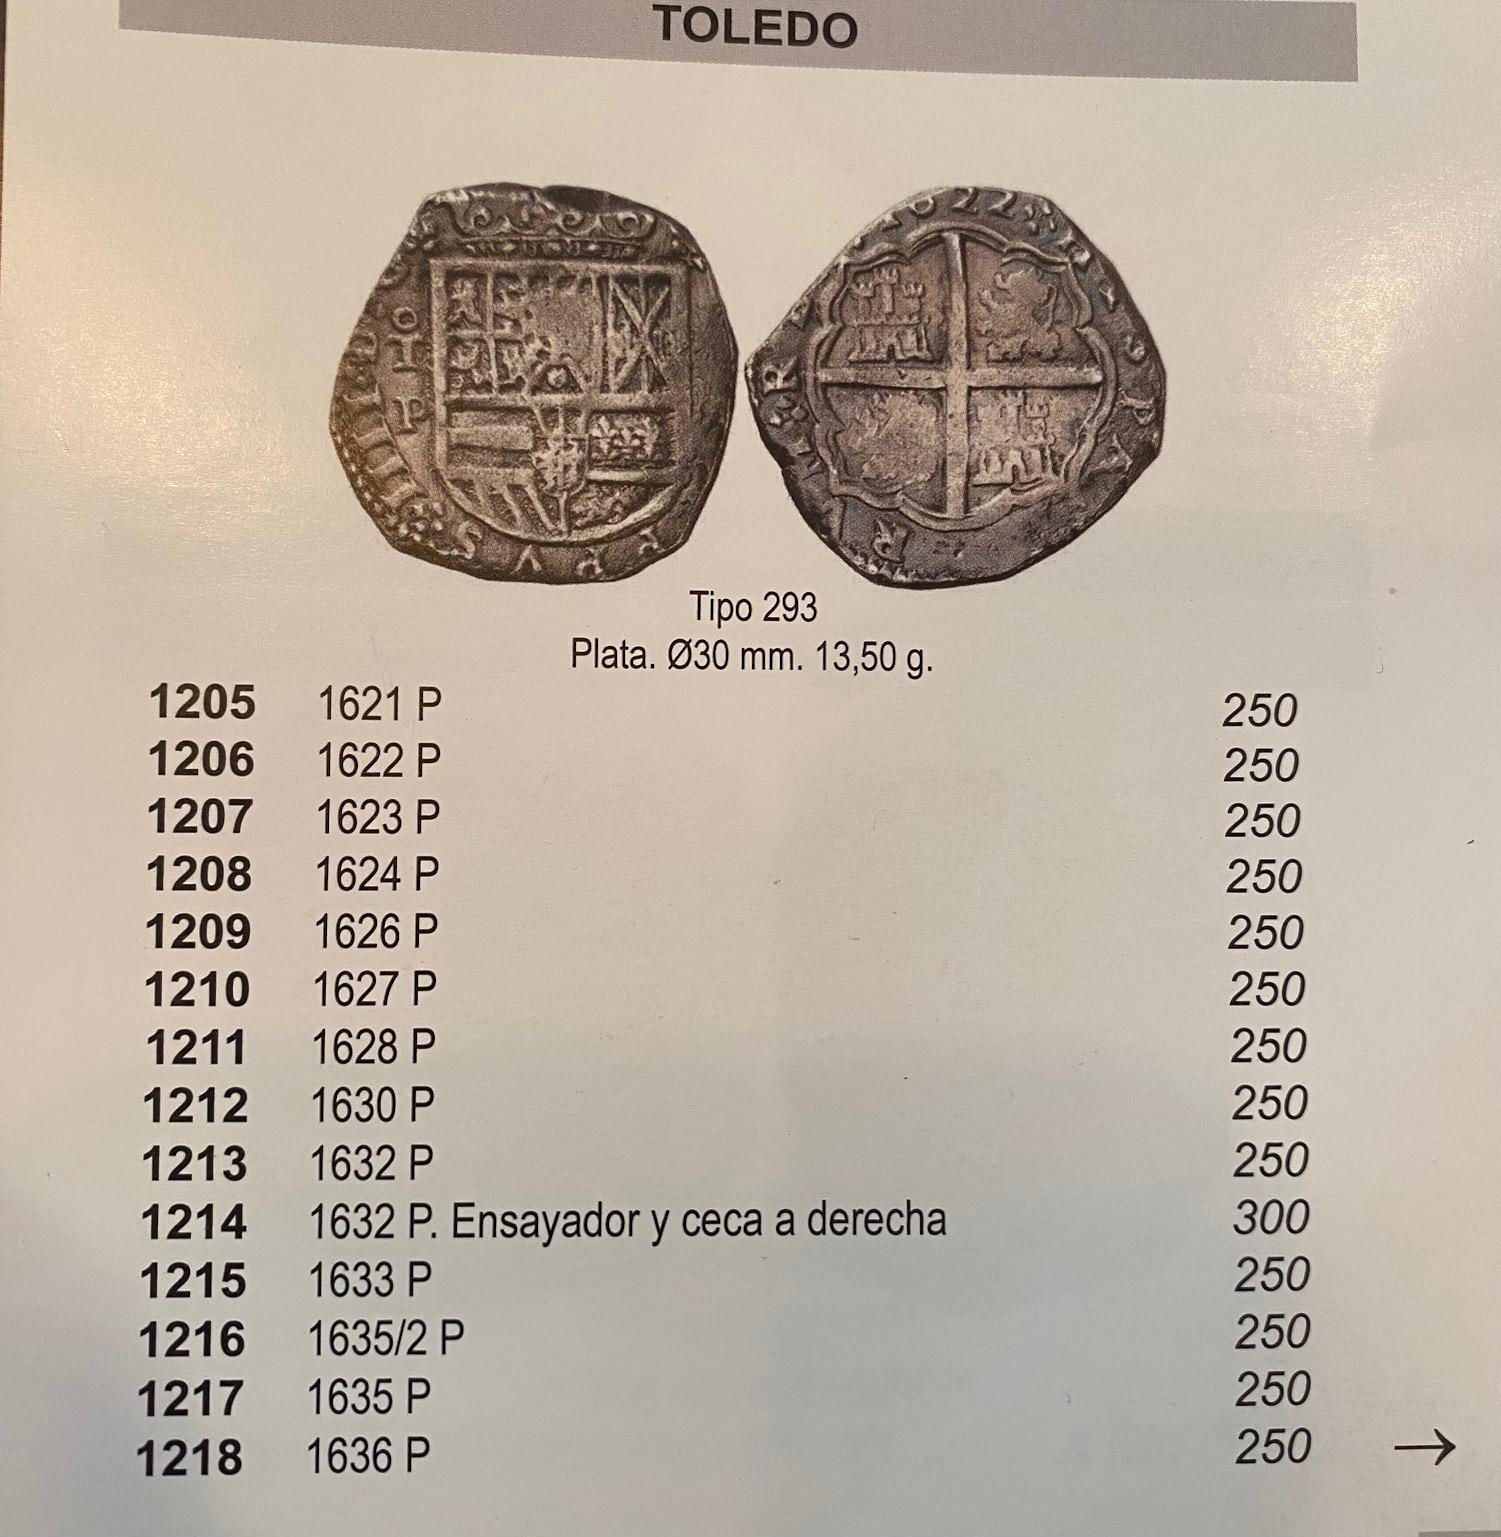 TOLEDO
1622
P
Tipo 293
Plata. Ø30 mm. 13,50 g.
1205 1621 P 250
1206 1622 P 250
1207 1623 P 250
1208 1624 P 250
1209 1626 P 250
1210 1627 P 250
1211 1628 P 250
1212 1630 P 250
1213 1632 P 250
1214 1632 P. Ensayador y ceca a derecha 300
1215 1633 P 250
1216 1635/2 P 250
1217 1635 P 250
1218 1636 P 250 →